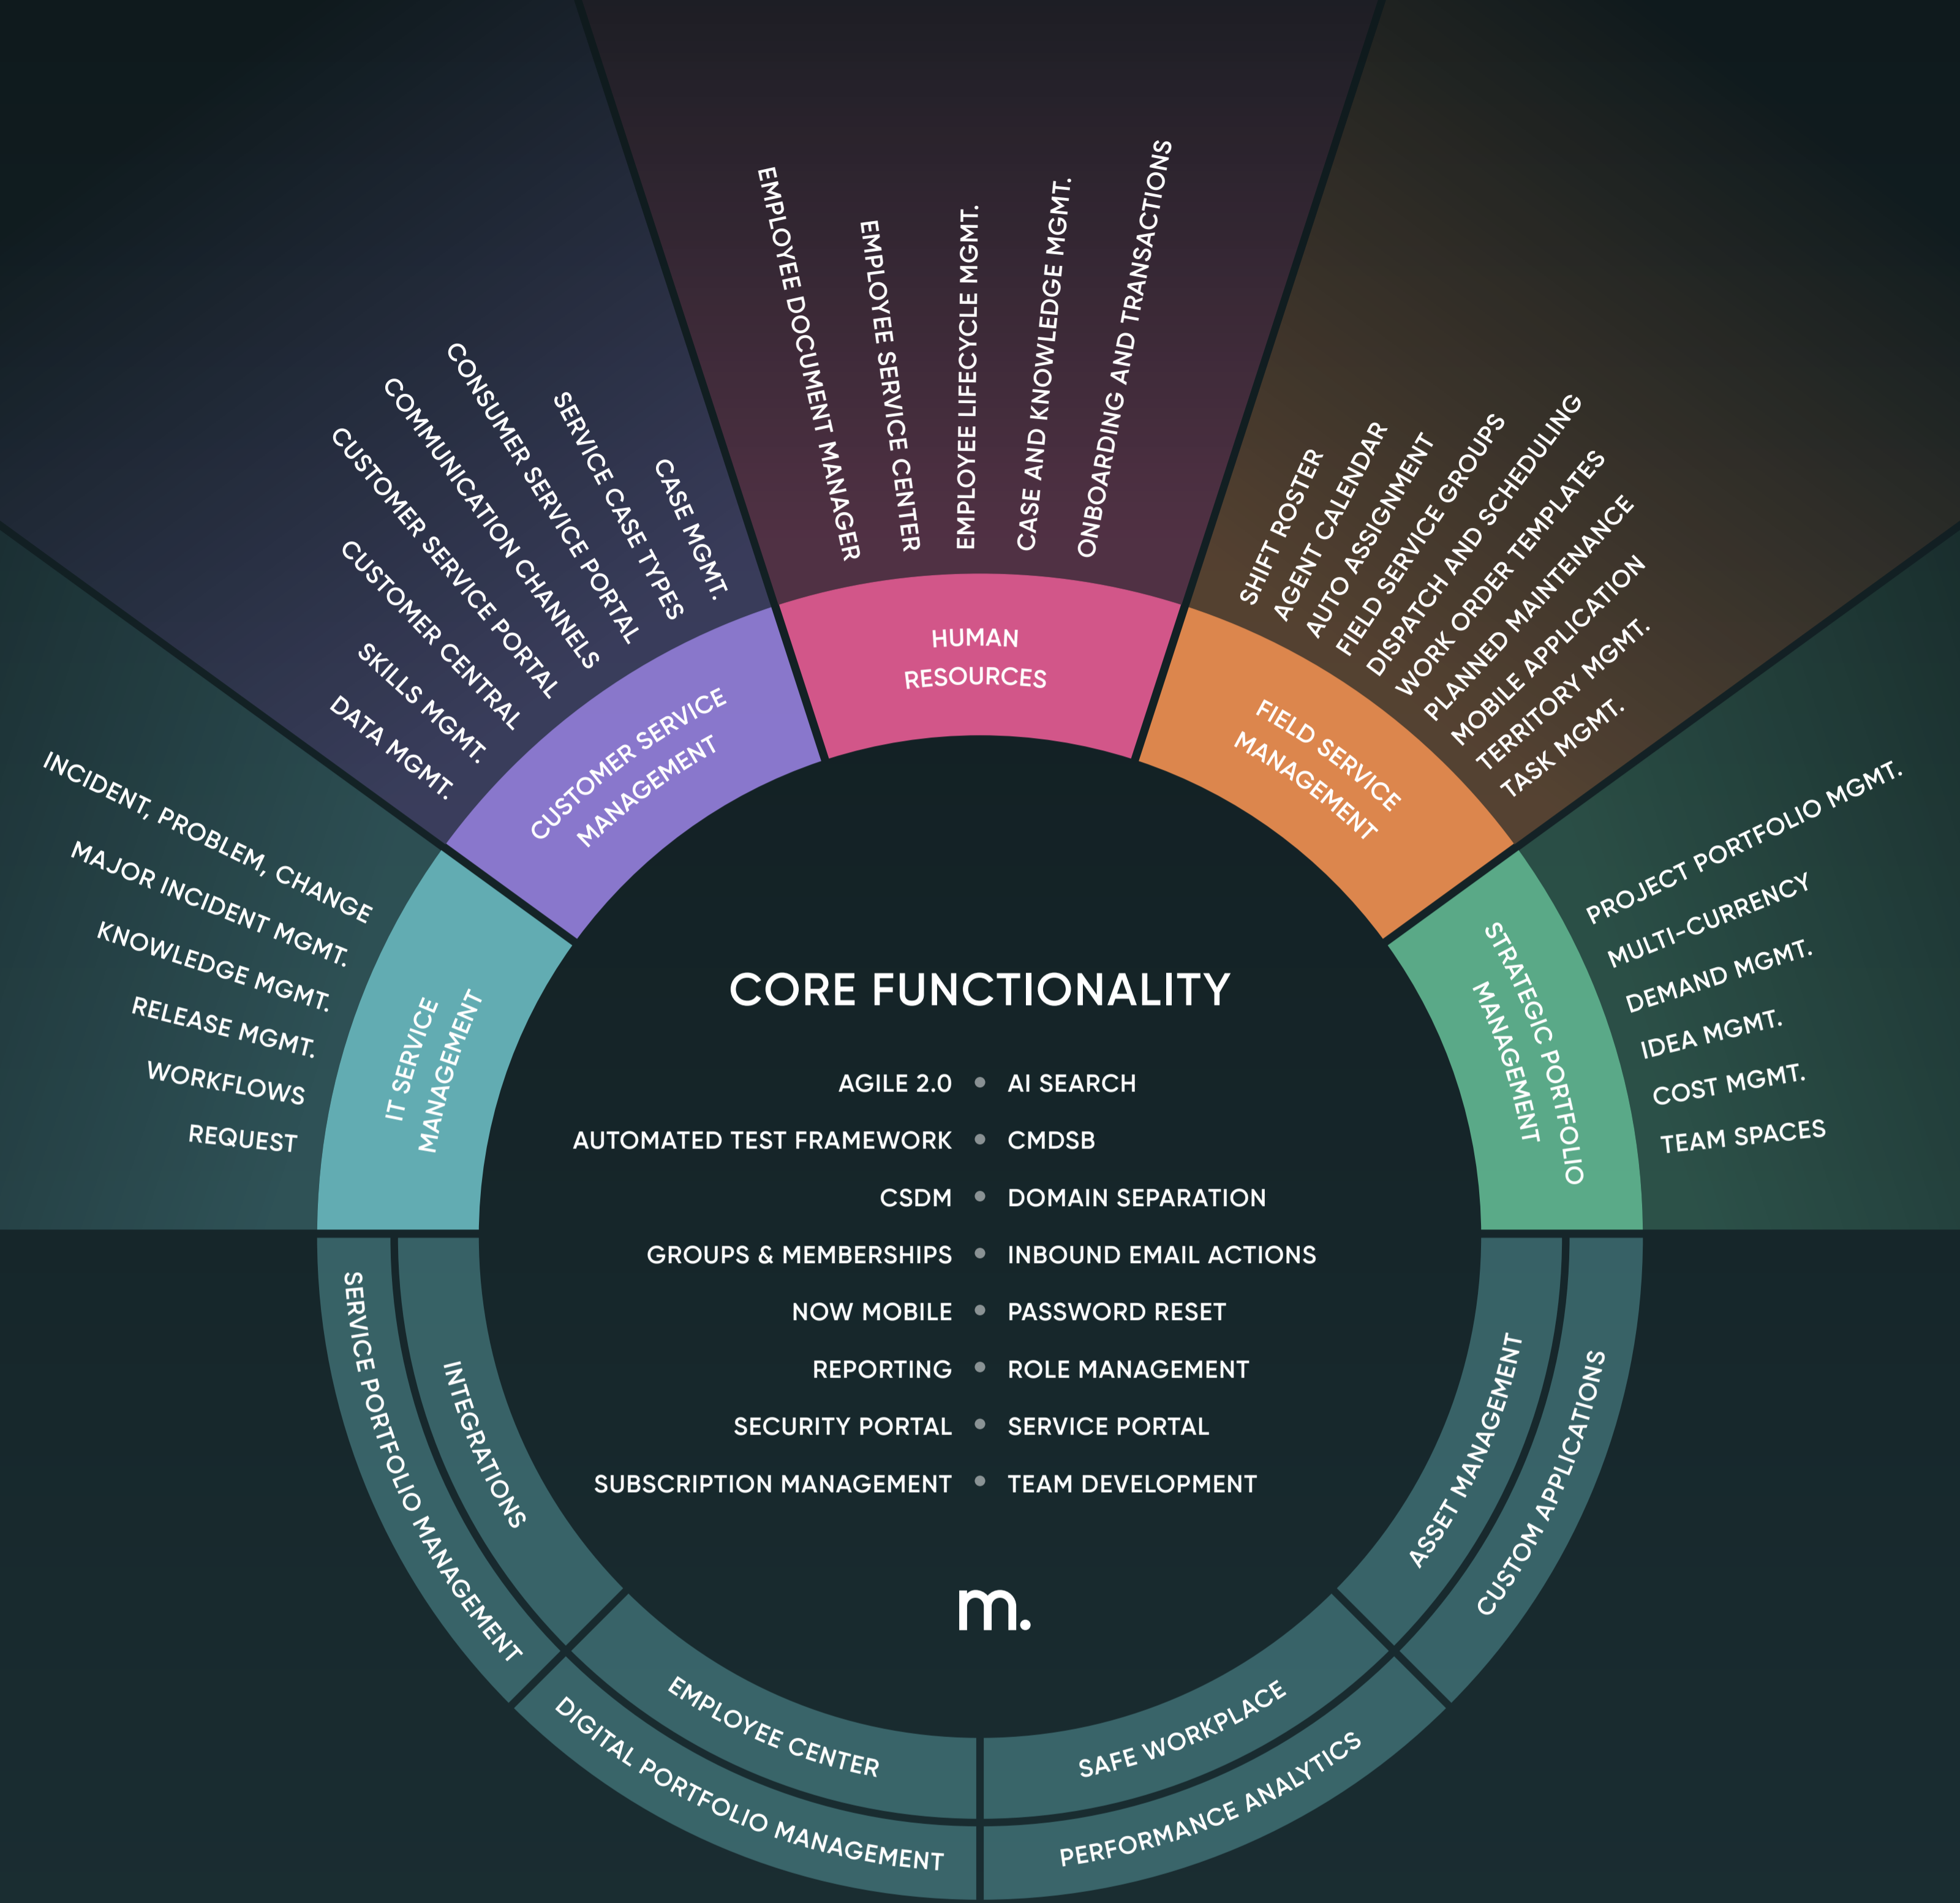 INCIDENT, PROBLEM, CHANGE
MAJOR INCIDENT MGMT.
KNOWLEDGE MGMT.
RELEASE MGMT.
WORKFLOWS
REQUEST
IT SERVICE
MANAGEMENT
DATA MGMT.
SKILLS MGMT.
CUSTOMER CENTRAL
CUSTOMER SERVICE PORTAL
COMMUNICATION CHANNELS
CONSUMER SERVICE PORTAL
SERVICE CASE TYPES
CASE MGMT.
CUSTOMER SERVICE
MANAGEMENT
EMPLOYEE DOCUMENT MANAGER
EMPLOYEE SERVICE CENTER
EMPLOYEE LIFECYCLE MGMT.
CASE AND KNOWLEDGE MGMT.
ONBOARDING AND TRANSACTIONS
HUMAN
RESOURCES
SHIFT ROSTER
AGENT CALENDAR
AUTO ASSIGNMENT
FIELD SERVICE GROUPS
DISPATCH AND SCHEDULING
WORK ORDER TEMPLATES
PLANNED MAINTENANCE
MOBILE APPLICATION
TERRITORY MGMT.
TASK MGMT.
FIELD SERVICE
MANAGEMENT
PROJECT PORTFOLIO MGMT.
MULTI-CURRENCY
DEMAND MGMT.
IDEA MGMT.
COST MGMT.
TEAM SPACES
STRATEGIC PORTFOLIO
MANAGEMENT
CORE FUNCTIONALITY
AGILE 2.0 • AI SEARCH
AUTOMATED TEST FRAMEWORK • CMDSB
CSDM • DOMAIN SEPARATION
GROUPS & MEMBERSHIPS • INBOUND EMAIL ACTIONS
NOW MOBILE • PASSWORD RESET
REPORTING • ROLE MANAGEMENT
SECURITY PORTAL • SERVICE PORTAL
SUBSCRIPTION MANAGEMENT • TEAM DEVELOPMENT
m.
SERVICE PORTFOLIO MANAGEMENT
INTEGRATIONS
EMPLOYEE CENTER
DIGITAL PORTFOLIO MANAGEMENT
SAFE WORKPLACE
PERFORMANCE ANALYTICS
ASSET MANAGEMENT
CUSTOM APPLICATIONS